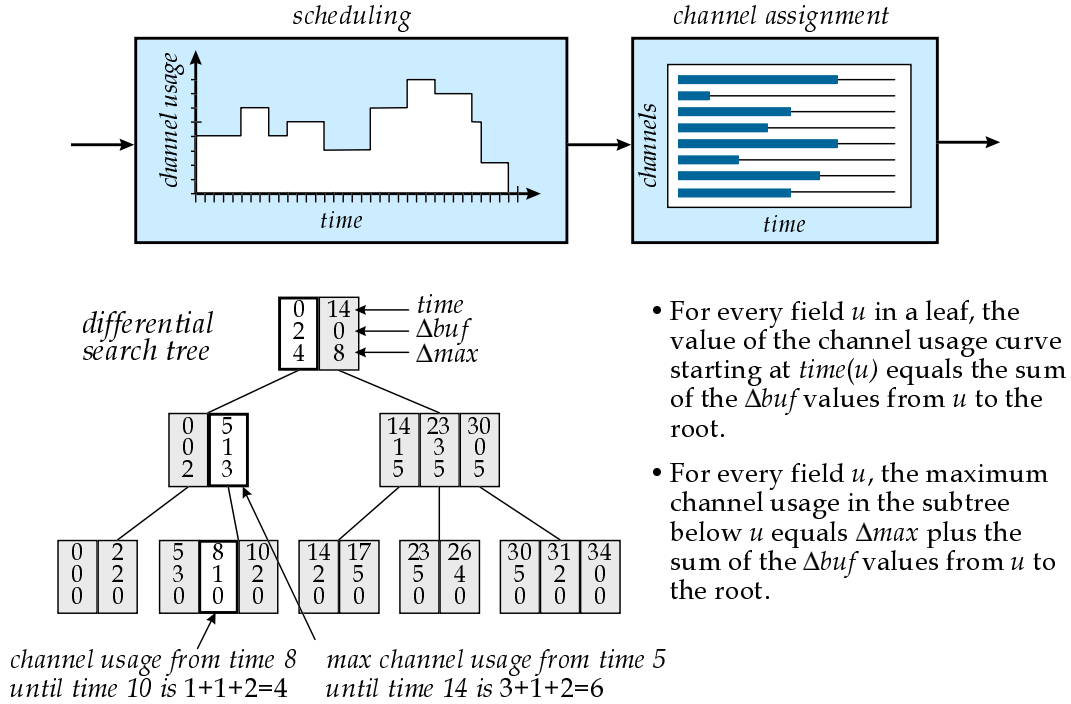 scheduling
channel assignment
channel usage
time
channels
time
differential
search tree
0 14
2 0
4 8
time
Δbuf
Δmax
0 5
0 1
2 3
14 23 30
1 3 0
5 5 5
0 2
0 2
0 0
5 8 10
3 1 2
0 0 0
14 17
2 5
0 0
23 26
5 4
0 0
30 31 34
5 2 0
0 0 0
channel usage from time 8
until time 10 is 1+1+2=4
max channel usage from time 5
until time 14 is 3+1+2=6
• For every field u in a leaf, the
value of the channel usage curve
starting at time(u) equals the sum
of the Δbuf values from u to the
root.
• For every field u, the maximum
channel usage in the subtree
below u equals Δmax plus the
sum of the Δbuf values from u to
the root.